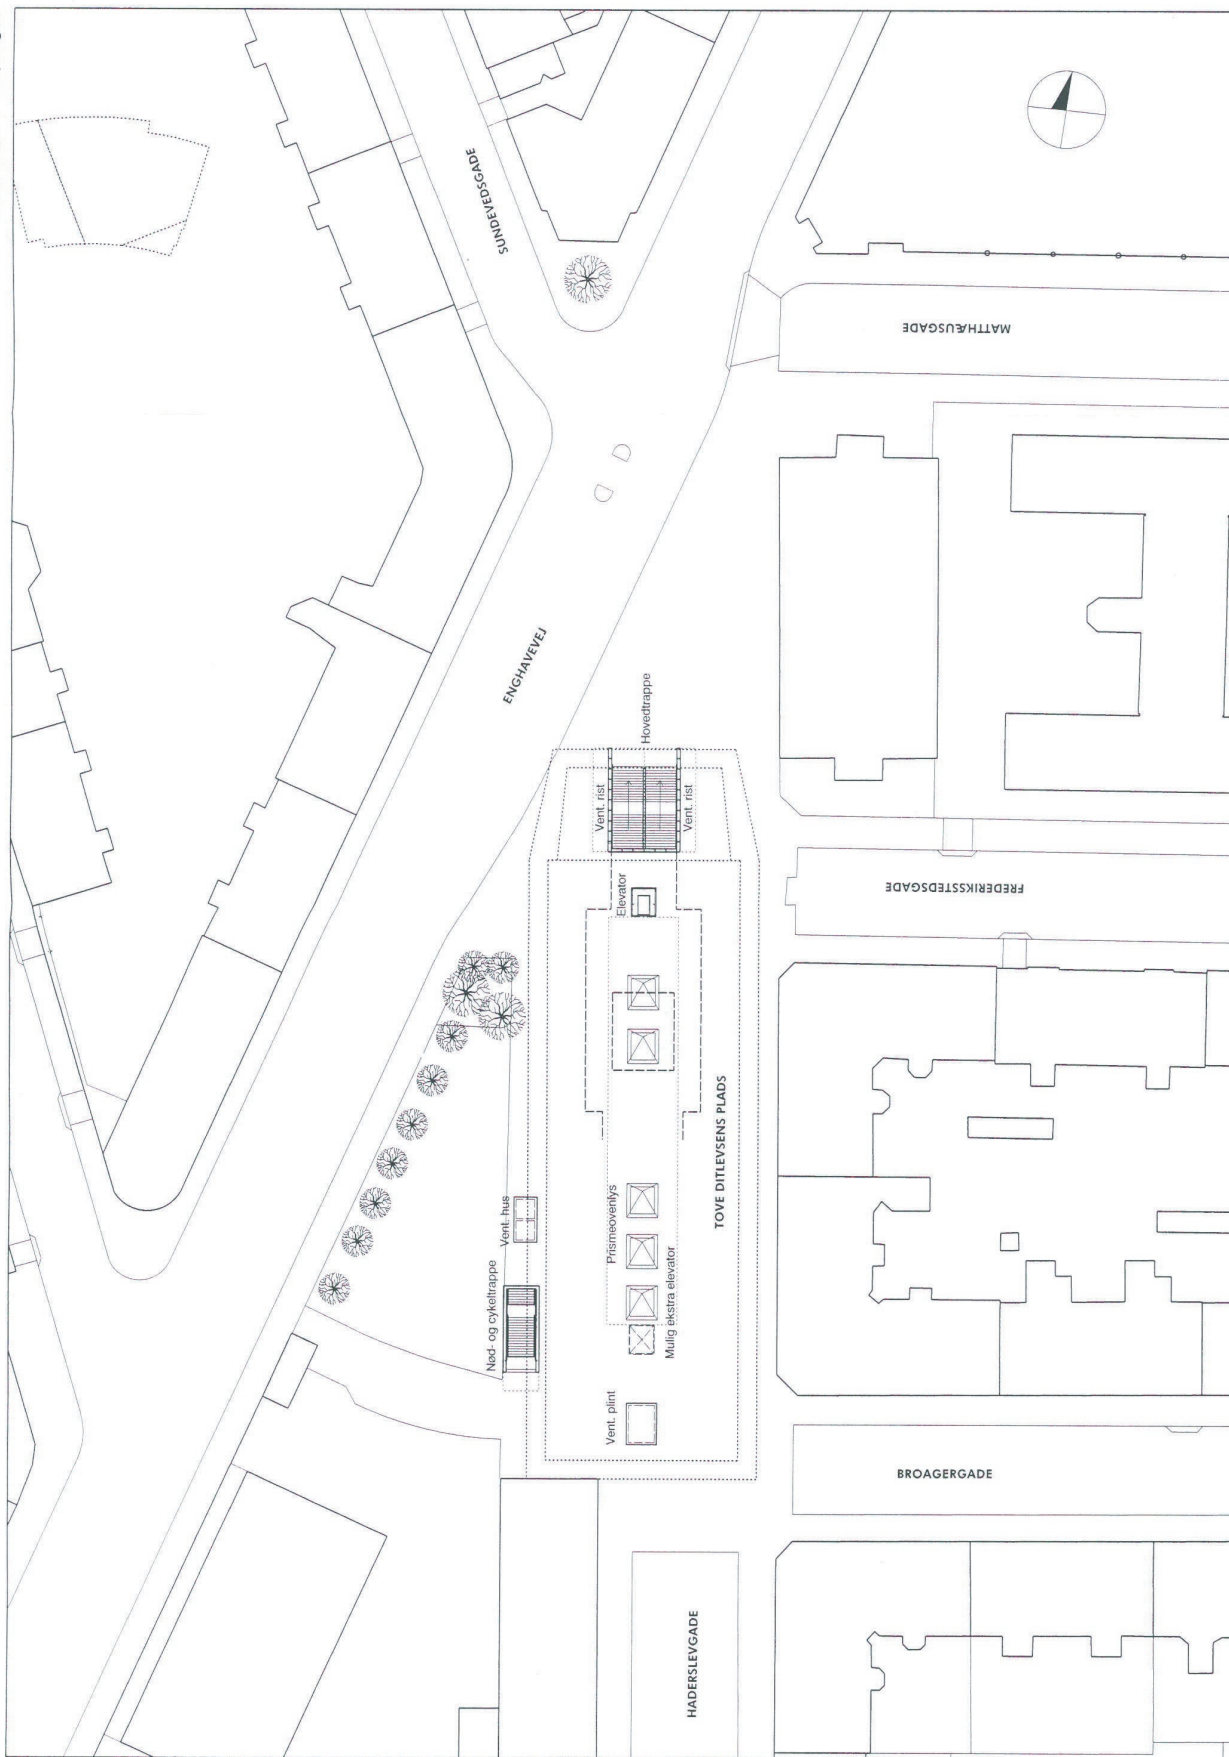 SUNDEVEDSGADE
MATTHÆUSGADE
ENGHAVEVEJ
Hovedtrappe
Vent. rist
Vent. rist
Elevator
FREDERIKSSTEDSGADE
TOVE DITLEVSENS PLADS
Vent. hus
Prismeovenlys
Nød- og cykeltrappe
Mulig ekstra elevator
Vent. plint
BROAGERGADE
HADERSLEVGADE